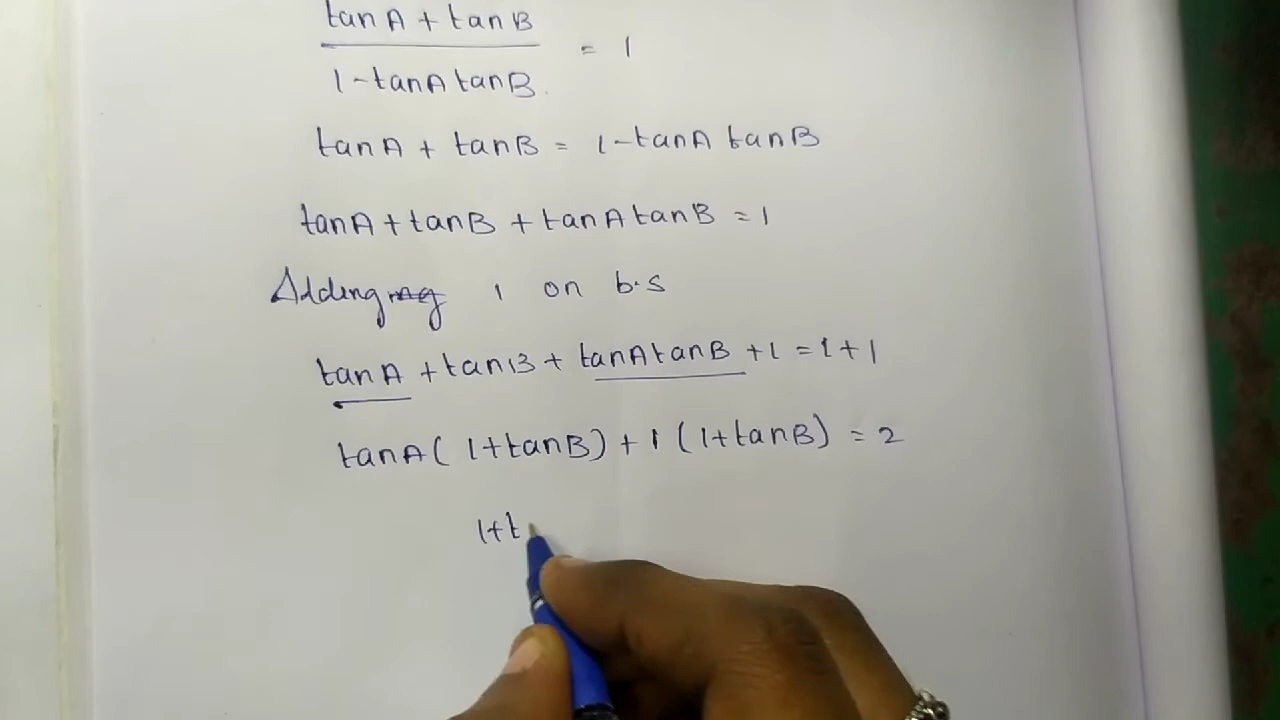 tanA + tanB
1-tanA tanB = 1
tanA + tanB = 1-tanA tanB
tanA + tanB + tanA tanB = 1
Adding 1 on b.s
tanA + tanB + tanA tanB + 1 = 1 + 1
tanA ( 1+tanB) + 1 (1+tanB) = 2
1+t